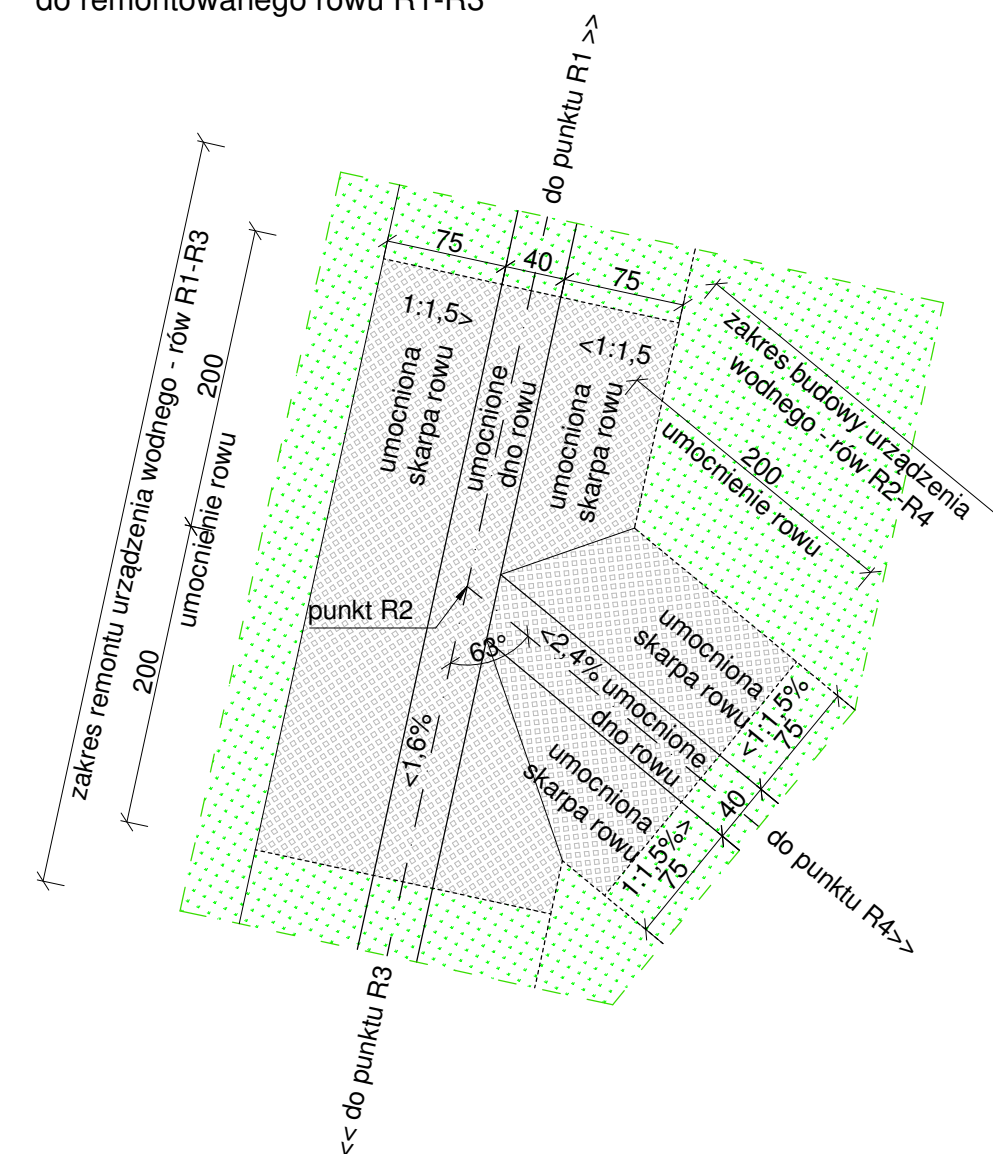 do remontowanego rowu R1-R3
do punktu R1 >>
zakres remontu urządzenia wodnego - rów R1-R3
200
umocnienie rowu
200
75
40
75
1:1,5>
umocniona
skarpa rowu
umocnione
dno rowu
<1:1,5
umocniona
skarpa rowu
zakres budowy urządzenia
wodnego - rów R2-R4
200
umocnienie rowu
punkt R2
63°
<2,4% umocnione
dno rowu
umocniona
skarpa rowu
<1:1,5%
75
<1,6%
umocniona
skarpa rowu
1:1,5%>
75
40
do punktu R4>>
<< do punktu R3